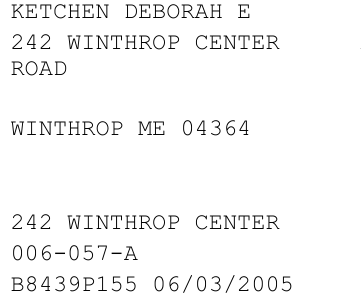 KETCHEN DEBORAH E
242 WINTHROP CENTER
ROAD
WINTHROP ME 04364
242 WINTHROP CENTER
006-057-A
B8439P155 06/03/2005